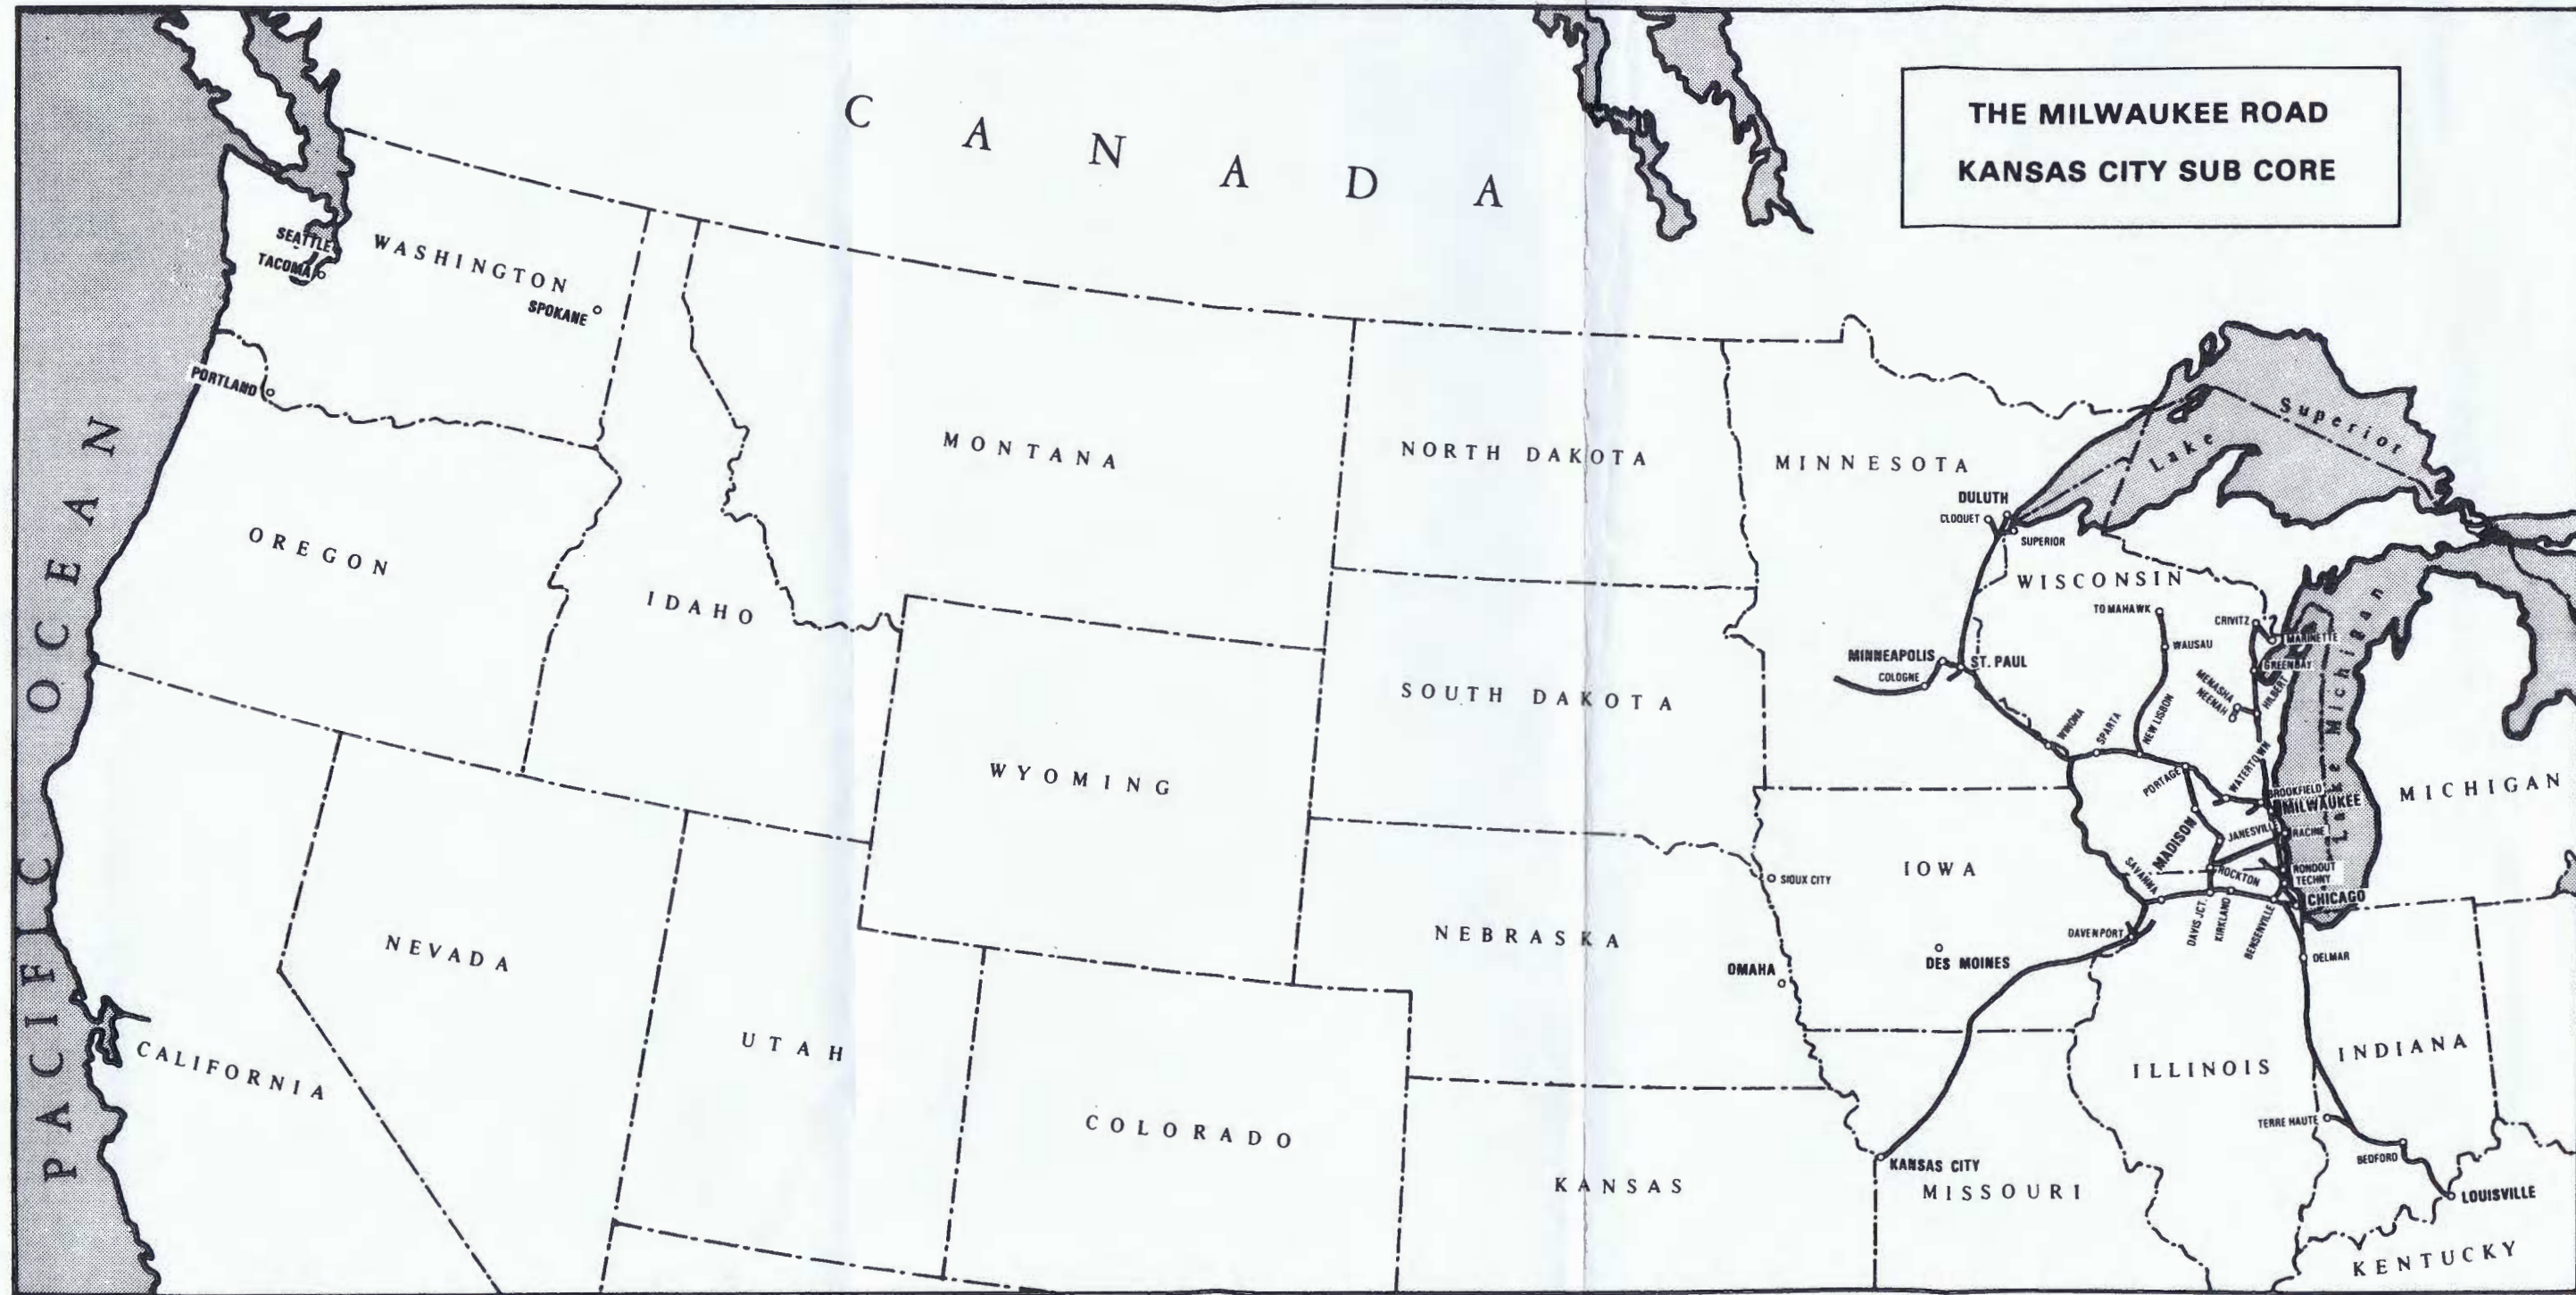 THE MILWAUKEE ROAD
KANSAS CITY SUB CORE
CANADA
PACIFIC OCEAN
SEATTLE
TACOMA
WASHINGTON
SPOKANE
PORTLAND
OREGON
IDAHO
MONTANA
NORTH DAKOTA
MINNESOTA
Lake Superior
DULUTH
CLOQUET
SUPERIOR
WISCONSIN
TOMAHAWK
WAUSAU
CRIVITZ
MARINETTE
GREENBAY
MENASHA
NEENAH
HILBERT
Lake Michigan
MINNEAPOLIS
ST. PAUL
COLOGNE
SOUTH DAKOTA
WYOMING
WINONA
SPARTA
NEW LISBON
PORTAGE
WATERTOWN
BROOKFIELD
MILWAUKEE
MICHIGAN
MADISON
JANESVILLE
RACINE
IOWA
SIOUX CITY
SAVANNA
ROCKTON
RONDOUT
TECHNY
CHICAGO
DAVIS JCT.
KIRKLAND
BENSENVILLE
DAVENPORT
DELMAR
NEBRASKA
OMAHA
DES MOINES
NEVADA
UTAH
CALIFORNIA
COLORADO
ILLINOIS
INDIANA
TERRE HAUTE
BEDFORD
LOUISVILLE
KANSAS
KANSAS CITY
MISSOURI
KENTUCKY